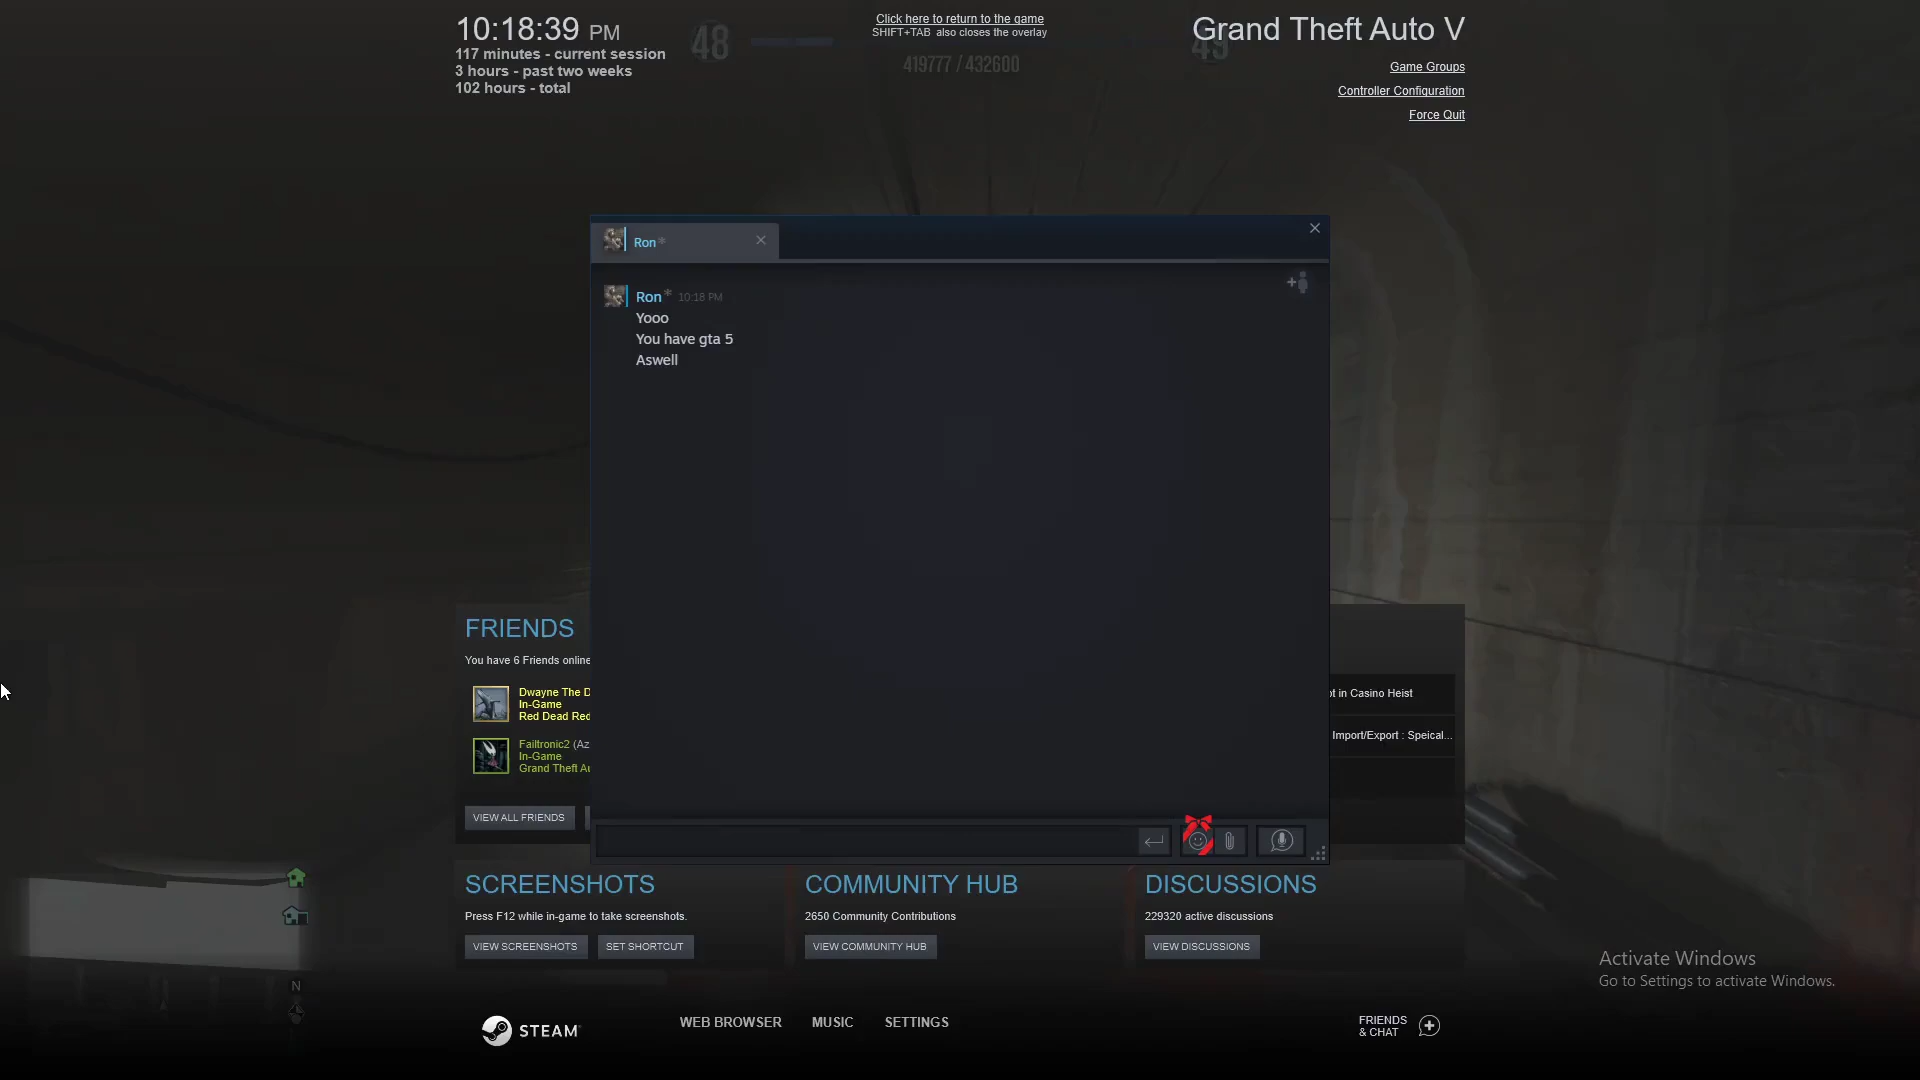 10:18:39 PM
117 minutes - current session
3 hours - past two weeks
102 hours - total
48
Click here to return to the game
SHIFT+TAB also closes the overlay
419777 / 432600
49
Grand Theft Auto V
Game Groups
Controller Configuration
Force Quit
Ron *
Ron * 10:18 PM
Yooo
You have gta 5
Aswell
FRIENDS
You have 6 Friends online
Dwayne The D
In-Game
Red Dead Red
Failtronic2 (Az
In-Game
Grand Theft Au
VIEW ALL FRIENDS
ot in Casino Heist
Import/Export : Speical...
SCREENSHOTS
Press F12 while in-game to take screenshots.
VIEW SCREENSHOTS
SET SHORTCUT
COMMUNITY HUB
2650 Community Contributions
VIEW COMMUNITY HUB
DISCUSSIONS
229320 active discussions
VIEW DISCUSSIONS
Activate Windows
Go to Settings to activate Windows.
N
STEAM
WEB BROWSER
MUSIC
SETTINGS
FRIENDS
& CHAT